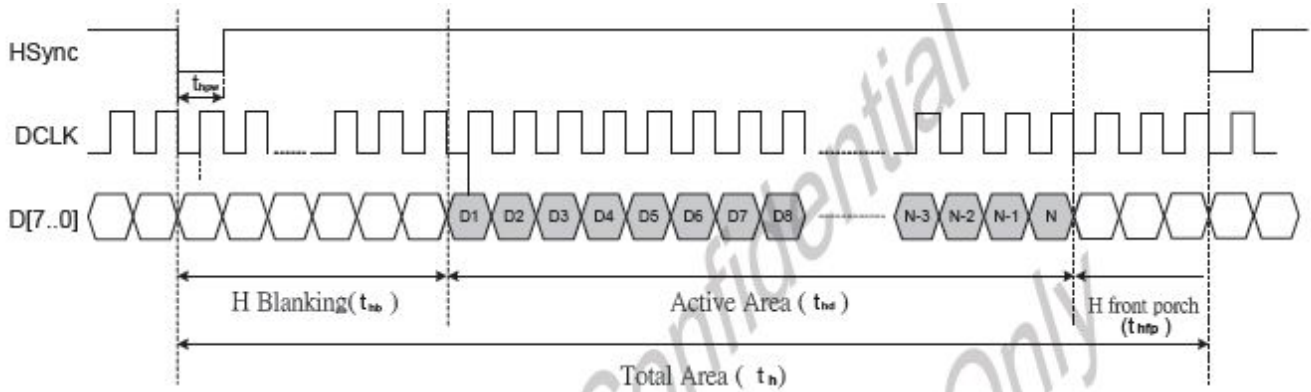 HSync
thpw
DCLK
D[7..0]
D1 D2 D3 D4 D5 D6 D7 D8 N-3 N-2 N-1 N
H Blanking(thb)
Active Area ( thd)
H front porch
(thfp)
Total Area ( th)
Confidential
Only